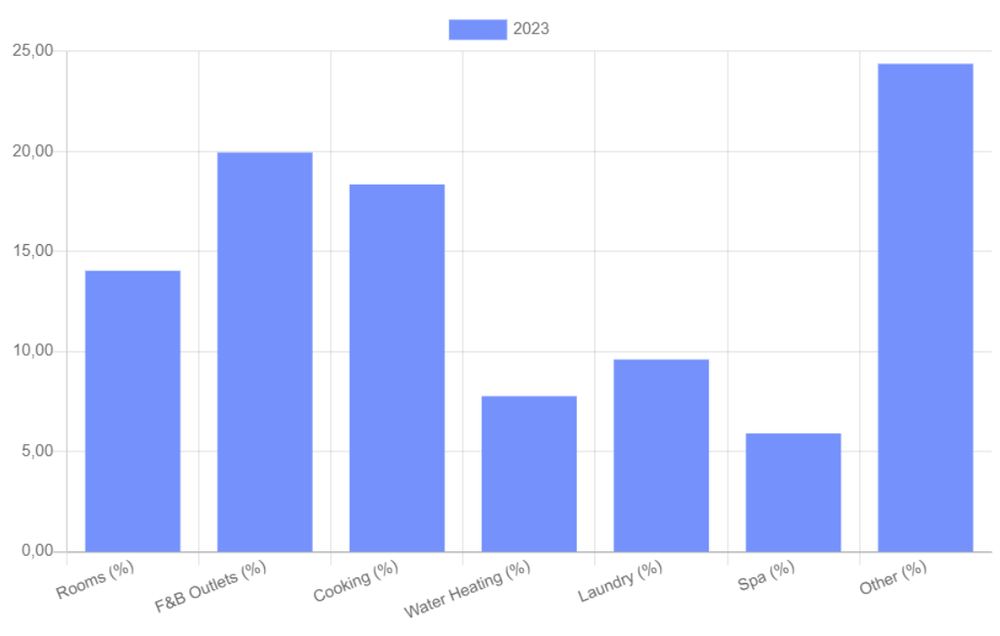 2023
25,00
20,00
15,00
10,00
5,00
0,00
Rooms (%)
F&B Outlets (%)
Cooking (%)
Water Heating (%)
Laundry (%)
Spa (%)
Other (%)